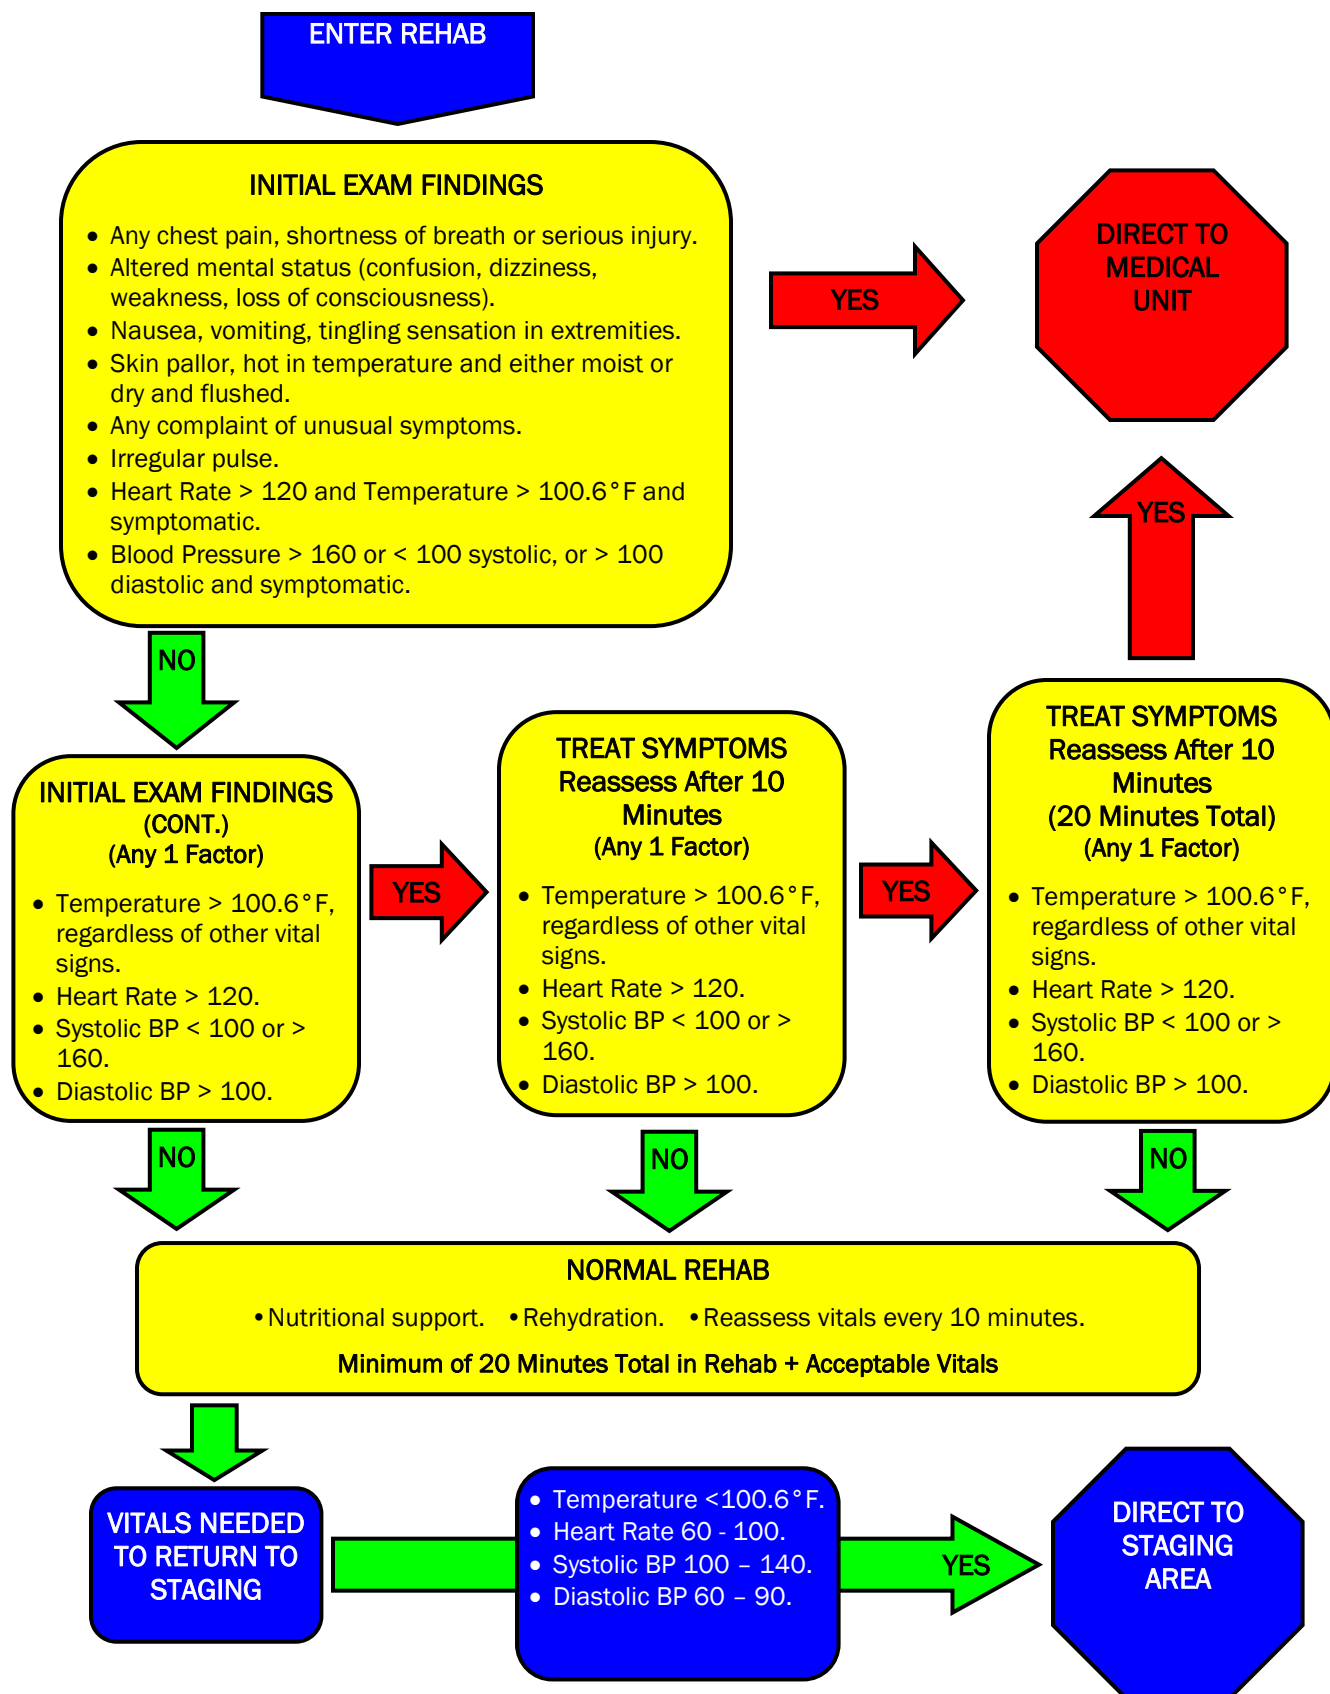 ENTER REHAB
INITIAL EXAM FINDINGS
• Any chest pain, shortness of breath or serious injury.
• Altered mental status (confusion, dizziness,
weakness, loss of consciousness).
• Nausea, vomiting, tingling sensation in extremities.
• Skin pallor, hot in temperature and either moist or
dry and flushed.
• Any complaint of unusual symptoms.
• Irregular pulse.
• Heart Rate > 120 and Temperature > 100.6°F and
symptomatic.
• Blood Pressure > 160 or < 100 systolic, or > 100
diastolic and symptomatic.
YES
DIRECT TO
MEDICAL
UNIT
YES
NO
INITIAL EXAM FINDINGS
(CONT.)
(Any 1 Factor)
• Temperature > 100.6°F,
regardless of other vital
signs.
• Heart Rate > 120.
• Systolic BP < 100 or >
160.
• Diastolic BP > 100.
YES
TREAT SYMPTOMS
Reassess After 10
Minutes
(Any 1 Factor)
• Temperature > 100.6°F,
regardless of other vital
signs.
• Heart Rate > 120.
• Systolic BP < 100 or >
160.
• Diastolic BP > 100.
YES
TREAT SYMPTOMS
Reassess After 10
Minutes
(20 Minutes Total)
(Any 1 Factor)
• Temperature > 100.6°F,
regardless of other vital
signs.
• Heart Rate > 120.
• Systolic BP < 100 or >
160.
• Diastolic BP > 100.
NO
NO
NO
NORMAL REHAB
•Nutritional support. •Rehydration. •Reassess vitals every 10 minutes.
Minimum of 20 Minutes Total in Rehab + Acceptable Vitals
VITALS NEEDED
TO RETURN TO
STAGING
• Temperature <100.6°F.
• Heart Rate 60 - 100.
• Systolic BP 100 – 140.
• Diastolic BP 60 – 90.
YES
DIRECT TO
STAGING
AREA